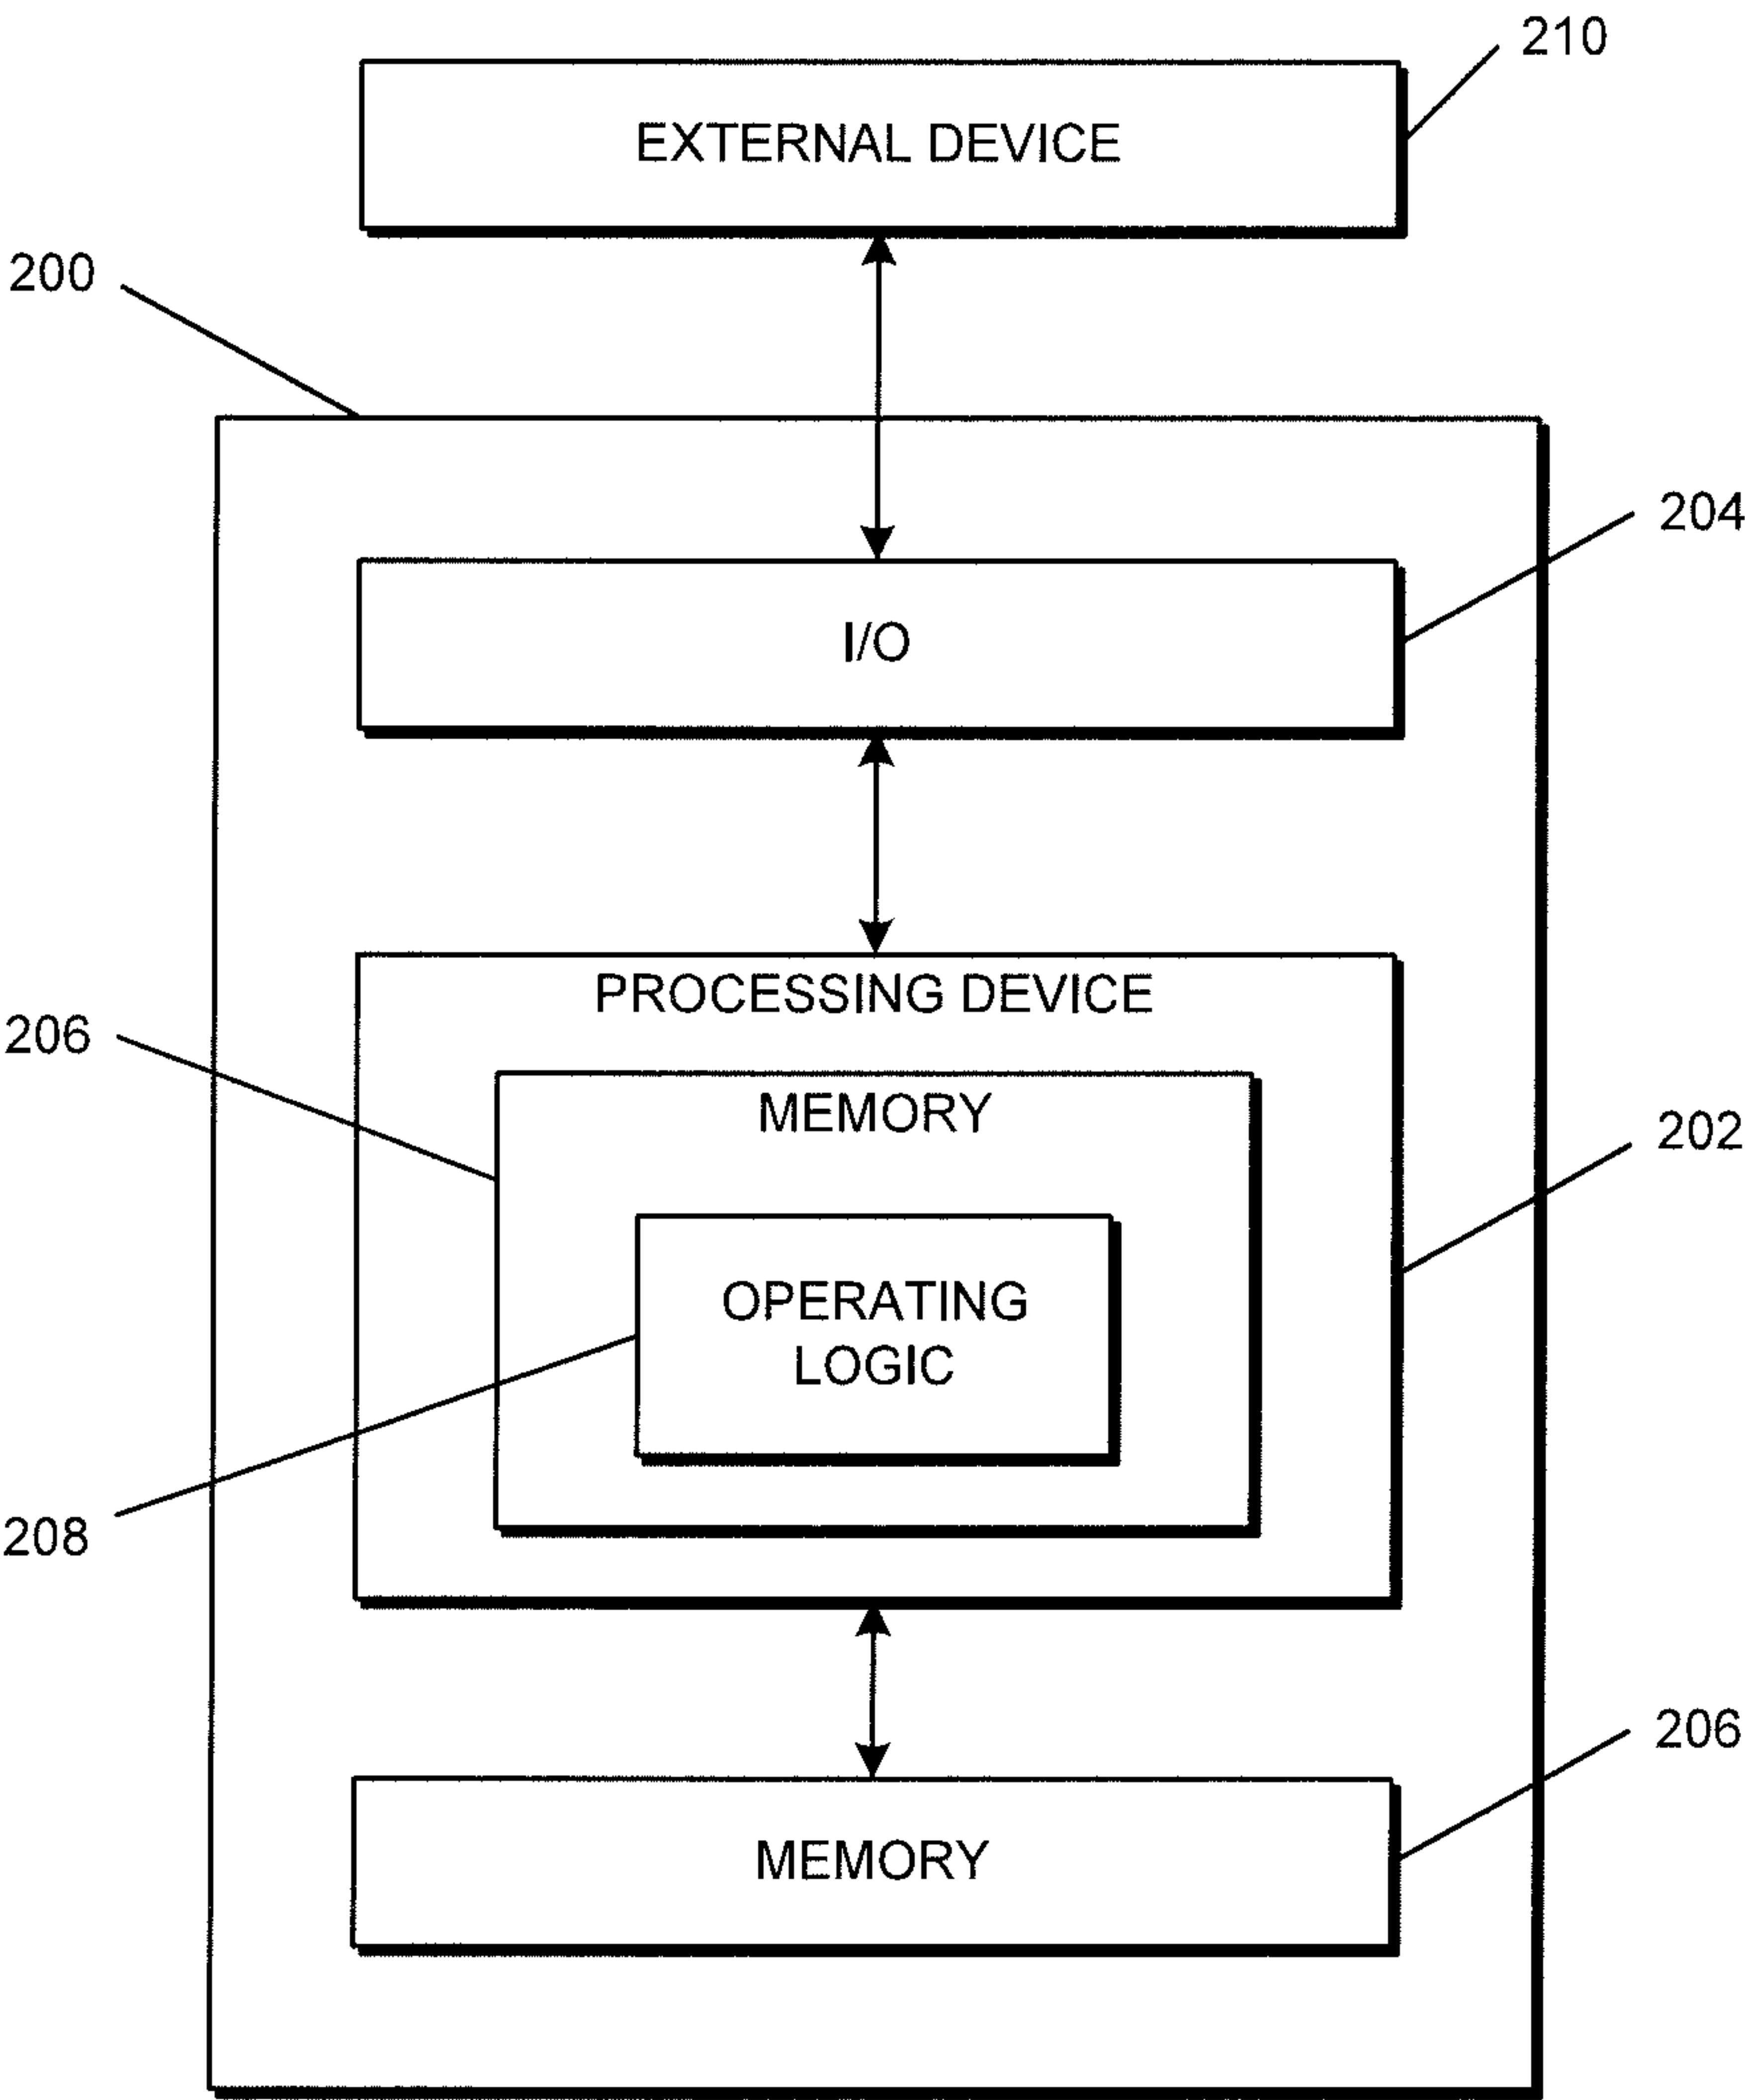 210
EXTERNAL DEVICE
200
204
I/O
PROCESSING DEVICE
206
MEMORY
202
OPERATING
LOGIC
208
206
MEMORY